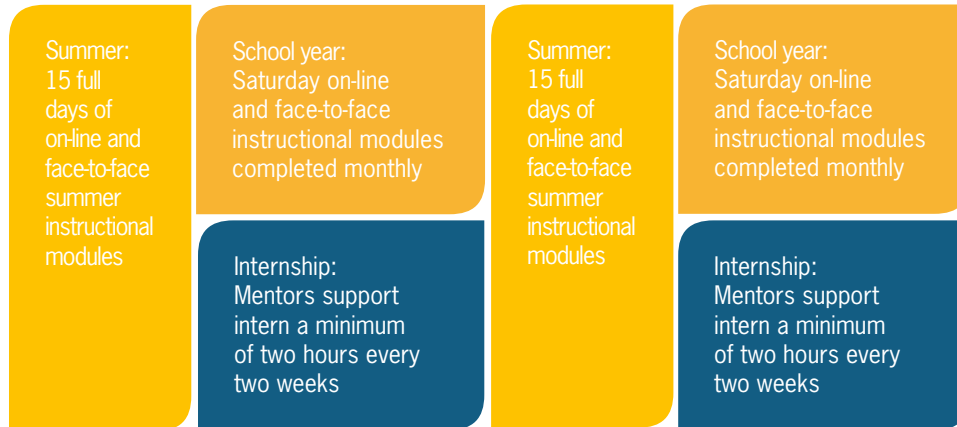 Summer:
15 full
days of
on-line and
face-to-face
summer
instructional
modules
School year:
Saturday on-line
and face-to-face
instructional modules
completed monthly
Internship:
Mentors support
intern a minimum
of two hours every
two weeks
Summer:
15 full
days of
on-line and
face-to-face
summer
instructional
modules
School year:
Saturday on-line
and face-to-face
instructional modules
completed monthly
Internship:
Mentors support
intern a minimum
of two hours every
two weeks